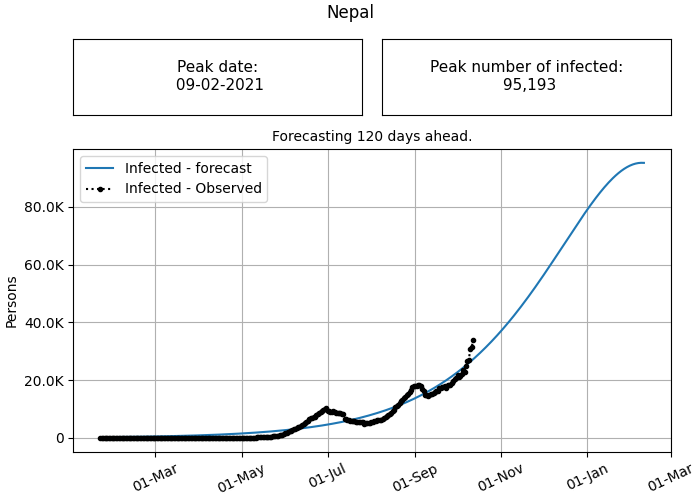 Nepal
Peak date:
09-02-2021
Peak number of infected:
95,193
Forecasting 120 days ahead.
Infected - forecast
Infected - Observed
80.0K
60.0K
40.0K
20.0K
0
Persons
01-Mar
01-May
01-Jul
01-Sep
01-Nov
01-Jan
01-Mar